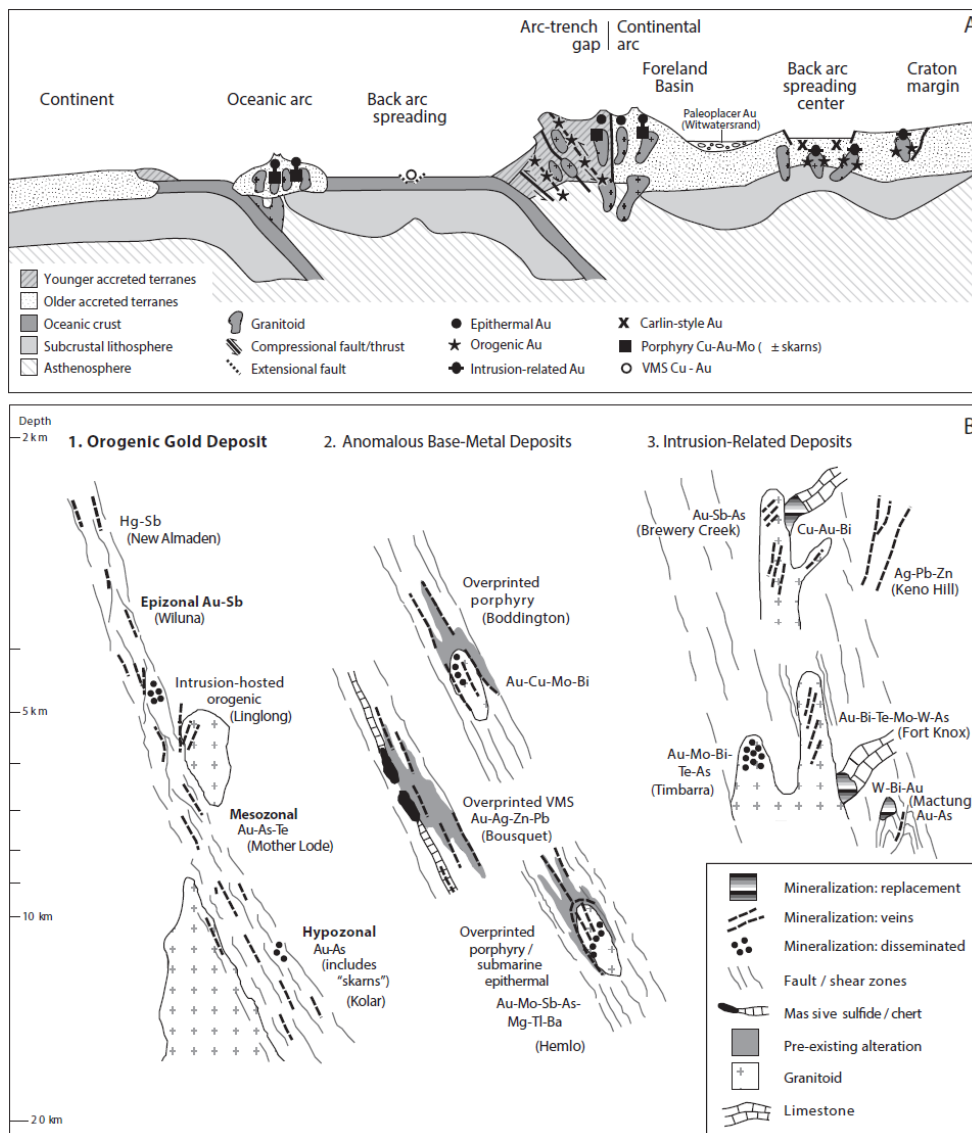 A
Arc-trench
gap
Continental
arc
Continent
Oceanic arc
Back arc
spreading
Foreland
Basin
Back arc
spreading
center
Craton
margin
Paleoplacer Au
(Witwatersrand)
Younger accreted terranes
Older accreted terranes
Oceanic crust
Subcrustal lithosphere
Asthenosphere
Granitoid
Compressional fault/thrust
Extensional fault
Epithermal Au
Orogenic Au
Intrusion-related Au
Carlin-style Au
Porphyry Cu-Au-Mo ( ± skarns)
VMS Cu - Au
B
Depth
2 km
5 km
10 km
20 km
1. Orogenic Gold Deposit
Hg-Sb
(New Almaden)
Epizonal Au-Sb
(Wiluna)
Intrusion-hosted
orogenic
(Linglong)
Mesozonal
Au-As-Te
(Mother Lode)
Hypozonal
Au-As
(includes
"skarns")
(Kolar)
2. Anomalous Base-Metal Deposits
Overprinted
porphyry
(Boddington)
Au-Cu-Mo-Bi
Overprinted VMS
Au-Ag-Zn-Pb
(Bousquet)
Overprinted
porphyry /
submarine
epithermal
Au-Mo-Sb-As-
Mg-Tl-Ba
(Hemlo)
3. Intrusion-Related Deposits
Au-Sb-As
(Brewery Creek)
Cu-Au-Bi
Ag-Pb-Zn
(Keno Hill)
Au-Mo-Bi-
Te-As
(Timbarra)
Au-Bi-Te-Mo-W-As
(Fort Knox)
W-Bi-Au
(Mactung)
Au-As
Mineralization: replacement
Mineralization: veins
Mineralization: disseminated
Fault / shear zones
Mas sive sulfide / chert
Pre-existing alteration
Granitoid
Limestone